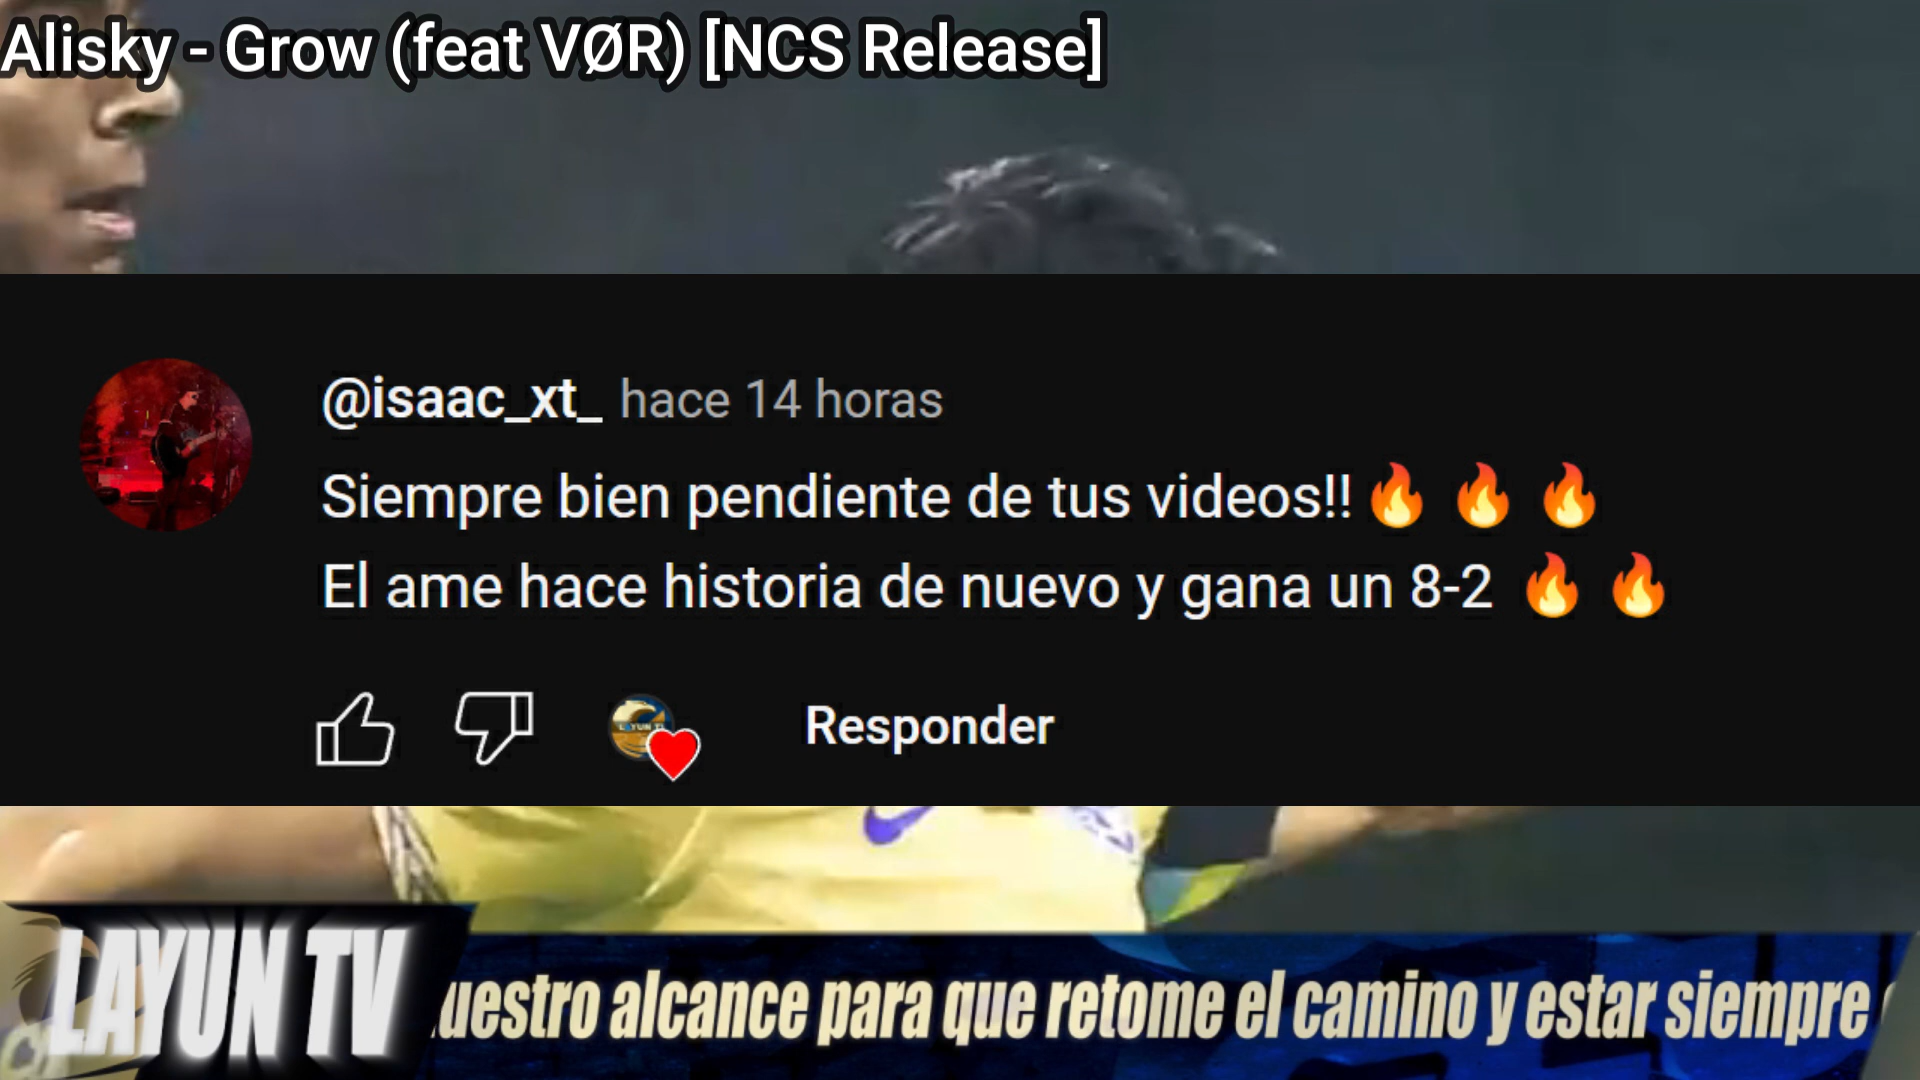 Alisky - Grow (feat VØR) [NCS Release]
@isaac_xt_ hace 14 horas
Siempre bien pendiente de tus videos!!🔥 🔥 🔥
El ame hace historia de nuevo y gana un 8-2 🔥 🔥
Responder
LAYUN TV
uestro alcance para que retome el camino y estar siempre